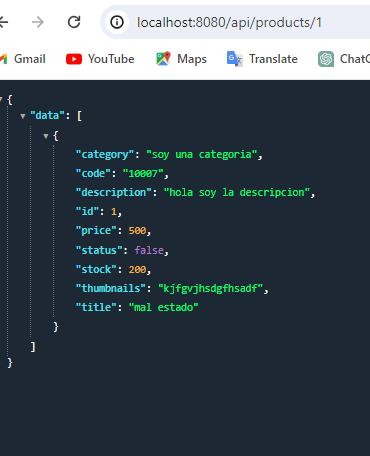 localhost:8080/api/products/1
Gmail YouTube Maps Translate ChatG
{
"data": [
{
"category": "soy una categoria",
"code": "10007",
"description": "hola soy la descripcion",
"id": 1,
"price": 500,
"status": false,
"stock": 200,
"thumbnails": "kjfgvjhsdgfhsadf",
"title": "mal estado"
}
]
}